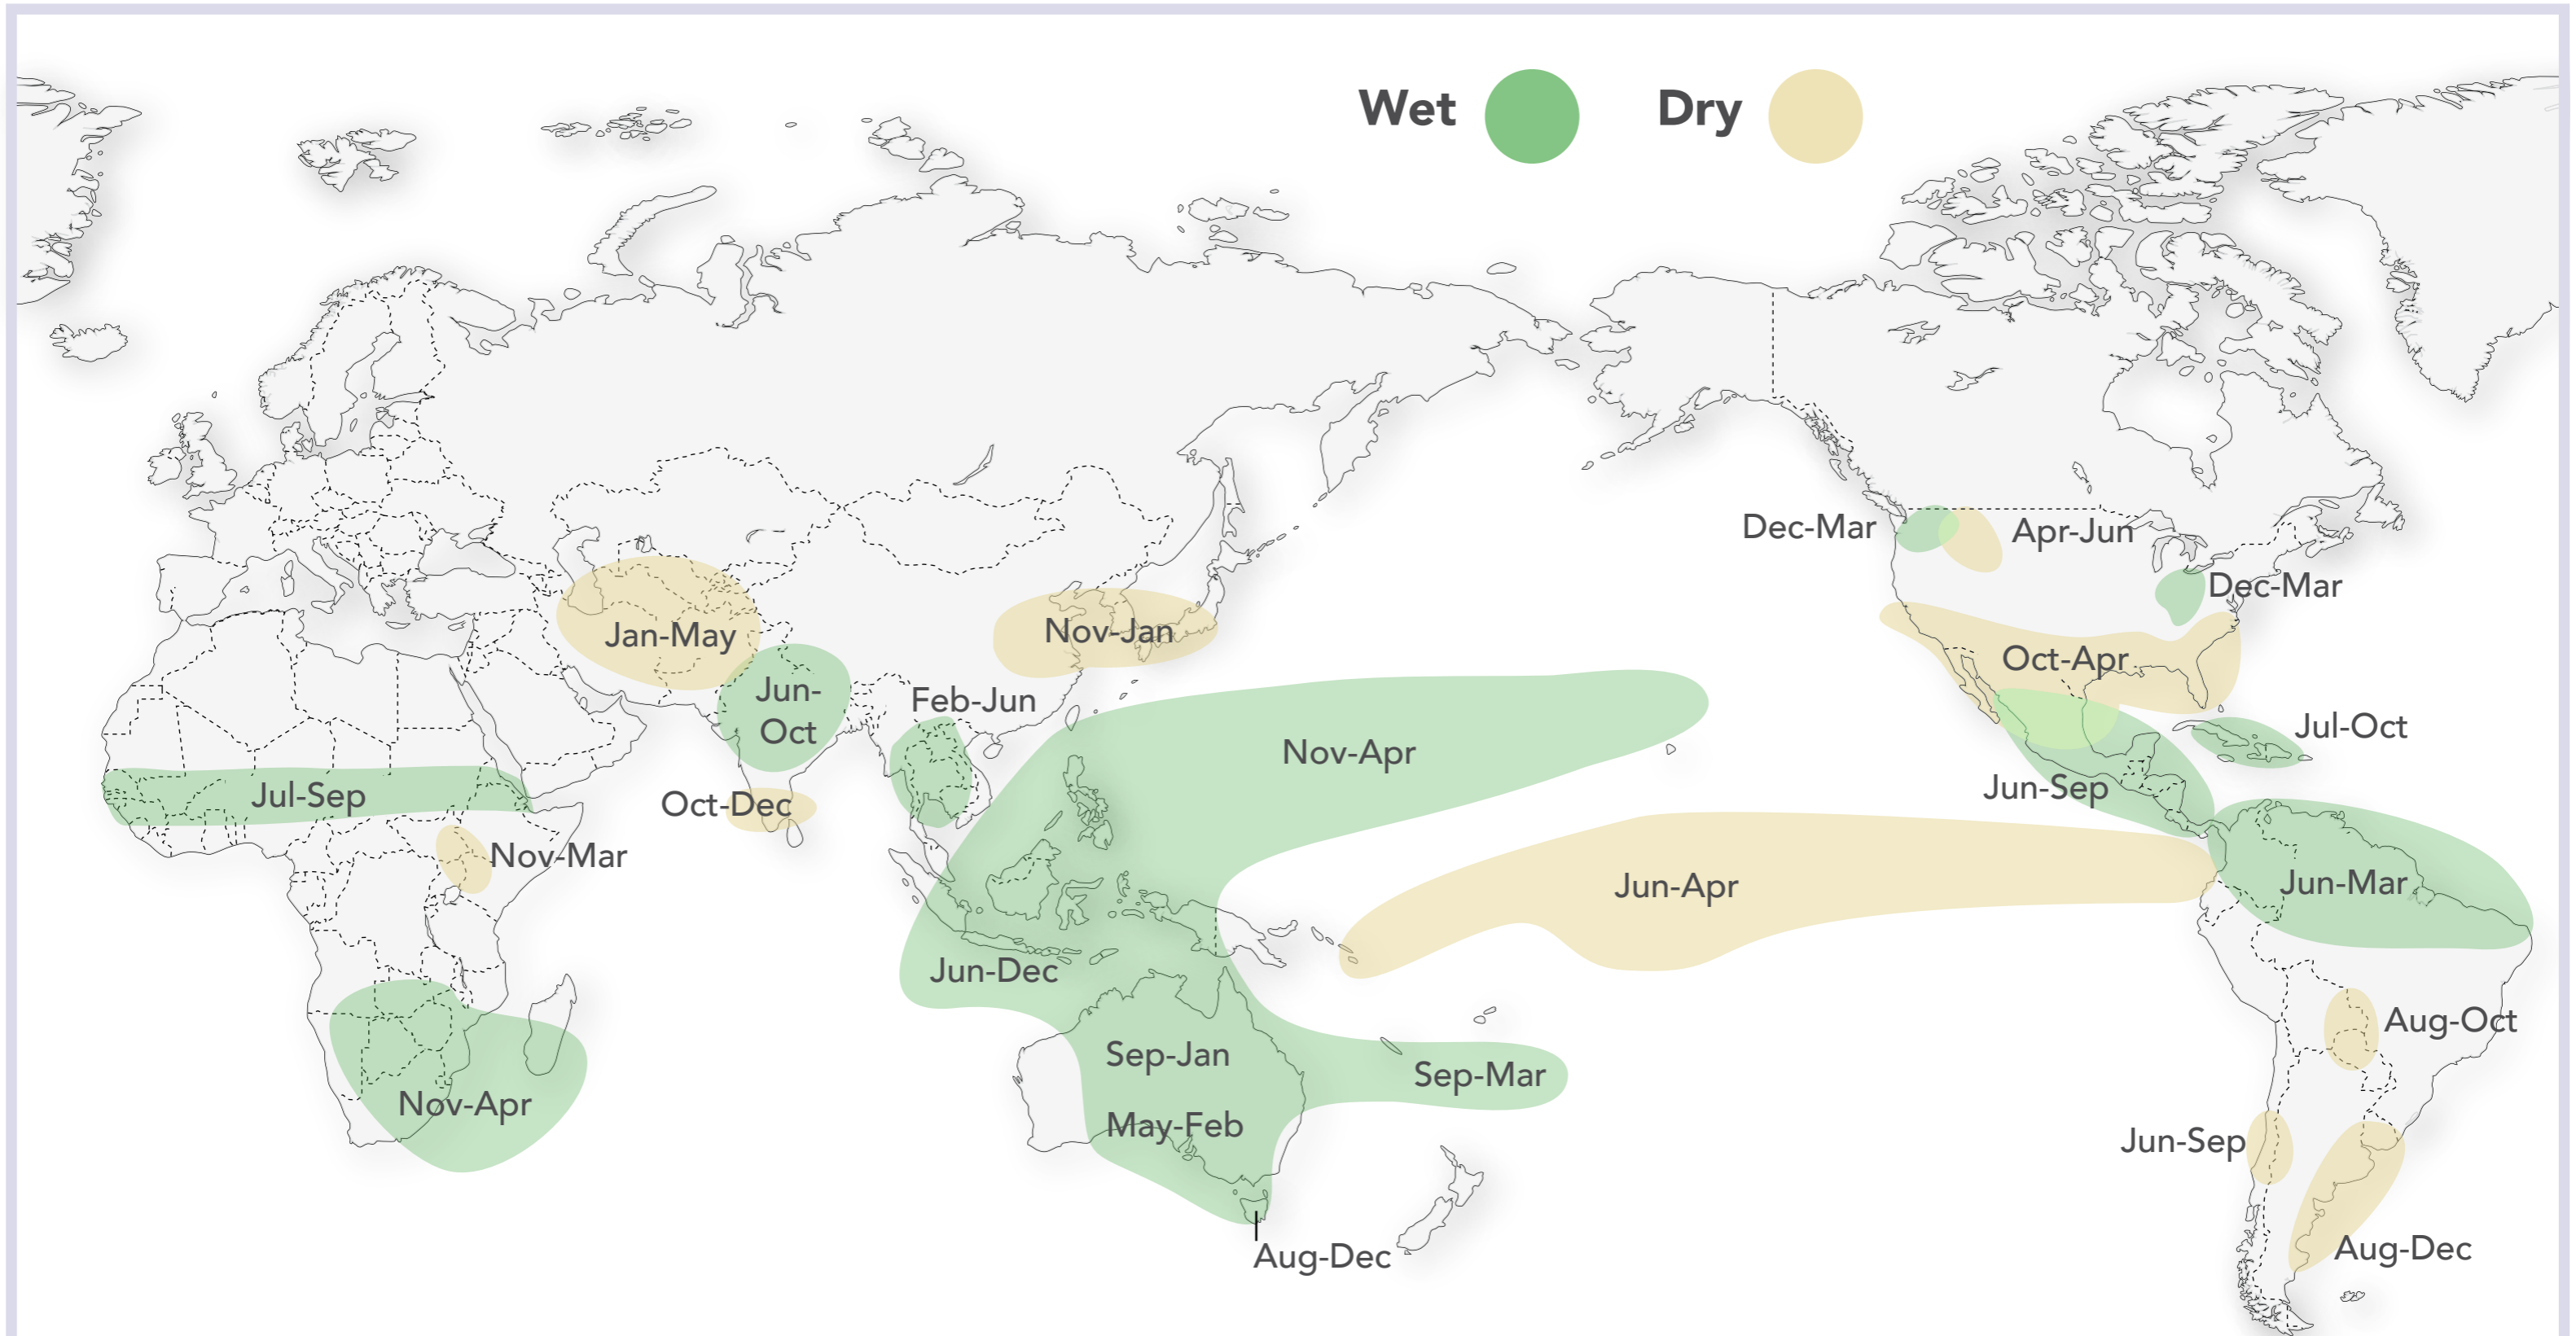 Wet
Dry
Dec-Mar
Apr-Jun
Dec-Mar
Jan-May
Nov-Jan
Oct-Apr
Jun-
Oct
Feb-Jun
Nov-Apr
Jul-Oct
Jul-Sep
Oct-Dec
Jun-Sep
Nov-Mar
Jun-Apr
Jun-Mar
Jun-Dec
Aug-Oct
Sep-Jan
Sep-Mar
Nov-Apr
May-Feb
Jun-Sep
Aug-Dec
Aug-Dec